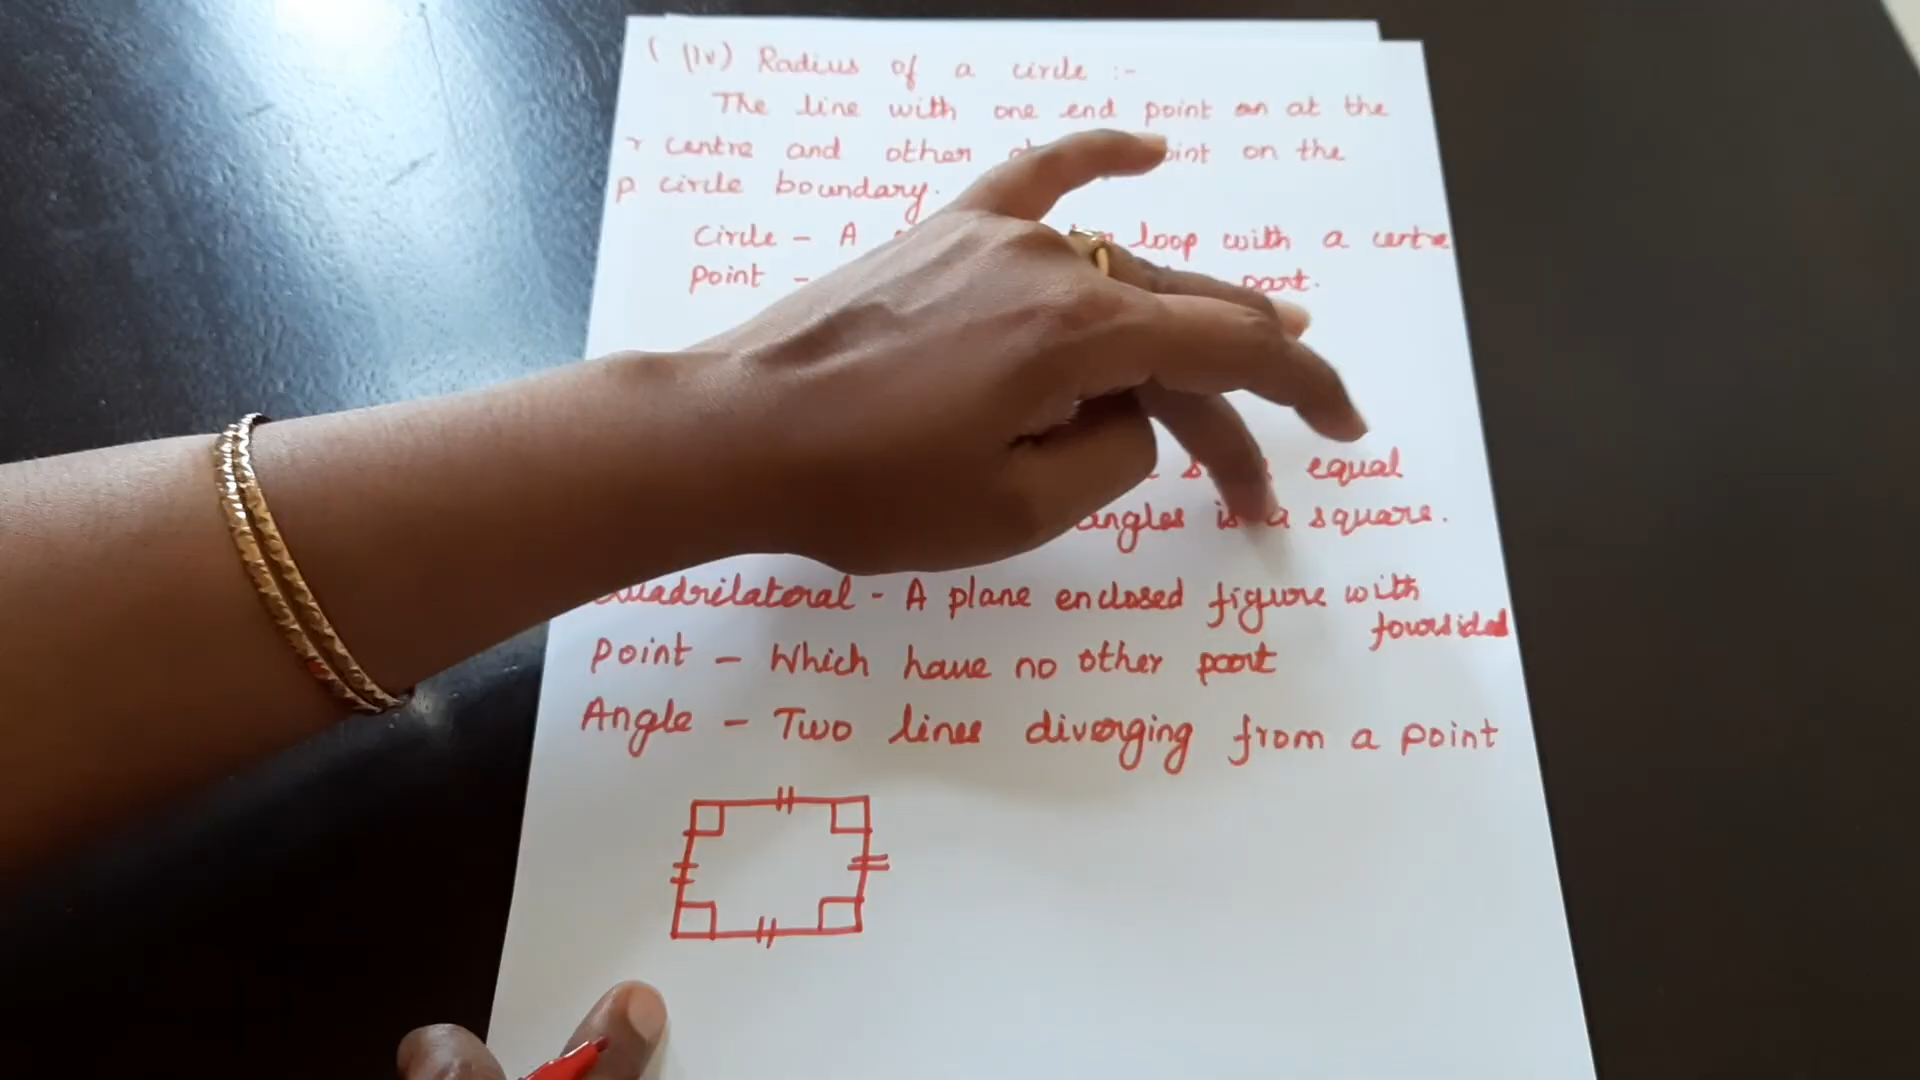 (iv) Radius of a circle :-
The line with one end point on at the
r centre and other point on the
p circle boundary.
Circle - A loop with a centre
Point - part.
equal
angles is a square.
Quadrilateral - A plane enclosed figure with
foursided
Point - Which have no other part
Angle - Two lines diverging from a point